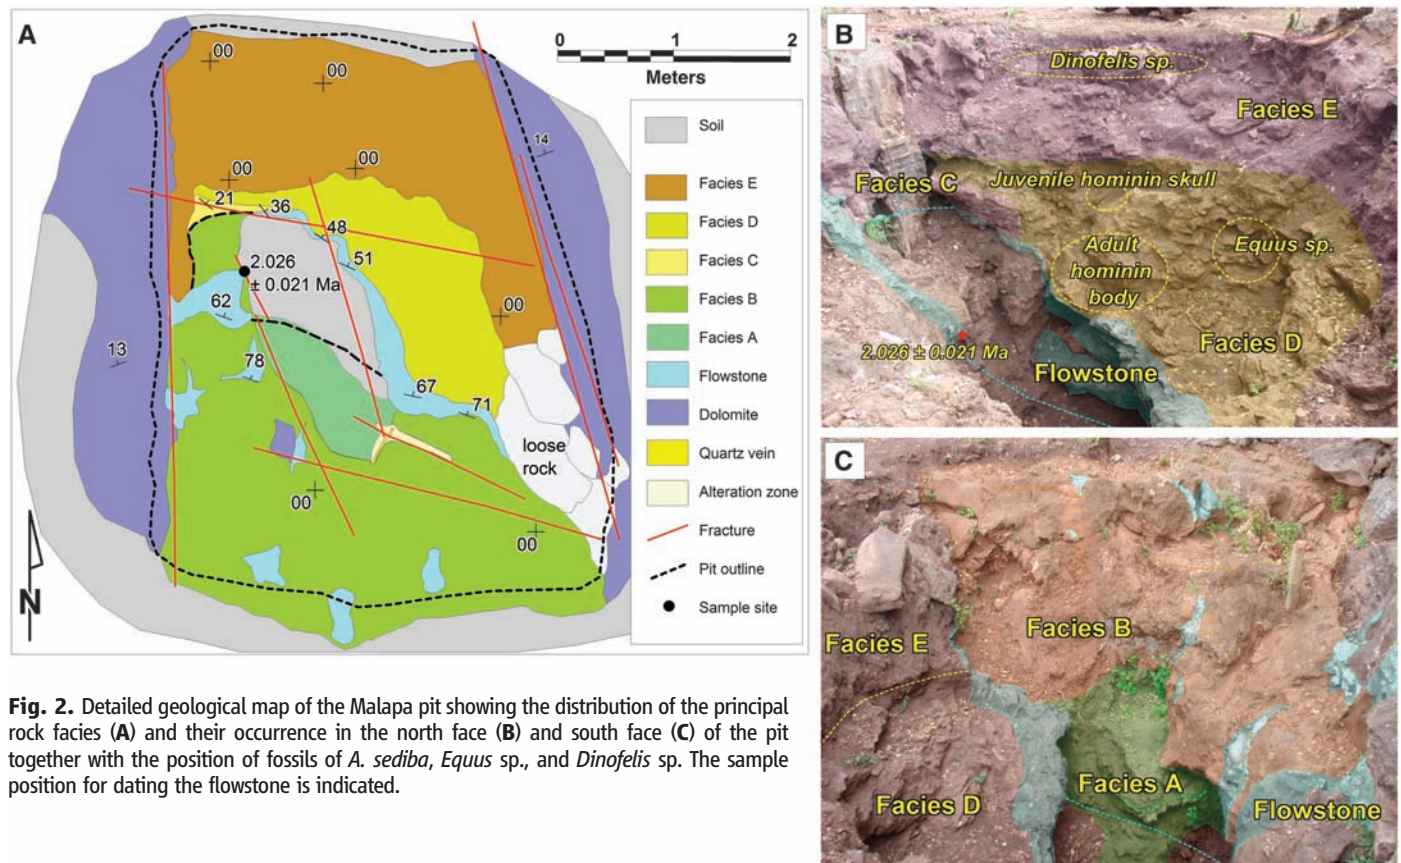 A
00
00
00
00
21
36
48
51
2.026
± 0.021 Ma
62
78
67
71
00
14
13
loose
rock
00
00
N
0
1
2
Meters
Soil
Facies E
Facies D
Facies C
Facies B
Facies A
Flowstone
Dolomite
Quartz vein
Alteration zone
Fracture
Pit outline
Sample site
B
Dinofelis sp.
Facies E
Facies C
Juvenile hominin skull
Adult
hominin
body
Equus sp.
2.026 ± 0.021 Ma
Facies D
Flowstone
C
Facies B
Facies E
Facies A
Facies D
Flowstone
Fig. 2. Detailed geological map of the Malapa pit showing the distribution of the principal
rock facies (A) and their occurrence in the north face (B) and south face (C) of the pit
together with the position of fossils of A. sediba, Equus sp., and Dinofelis sp. The sample
position for dating the flowstone is indicated.